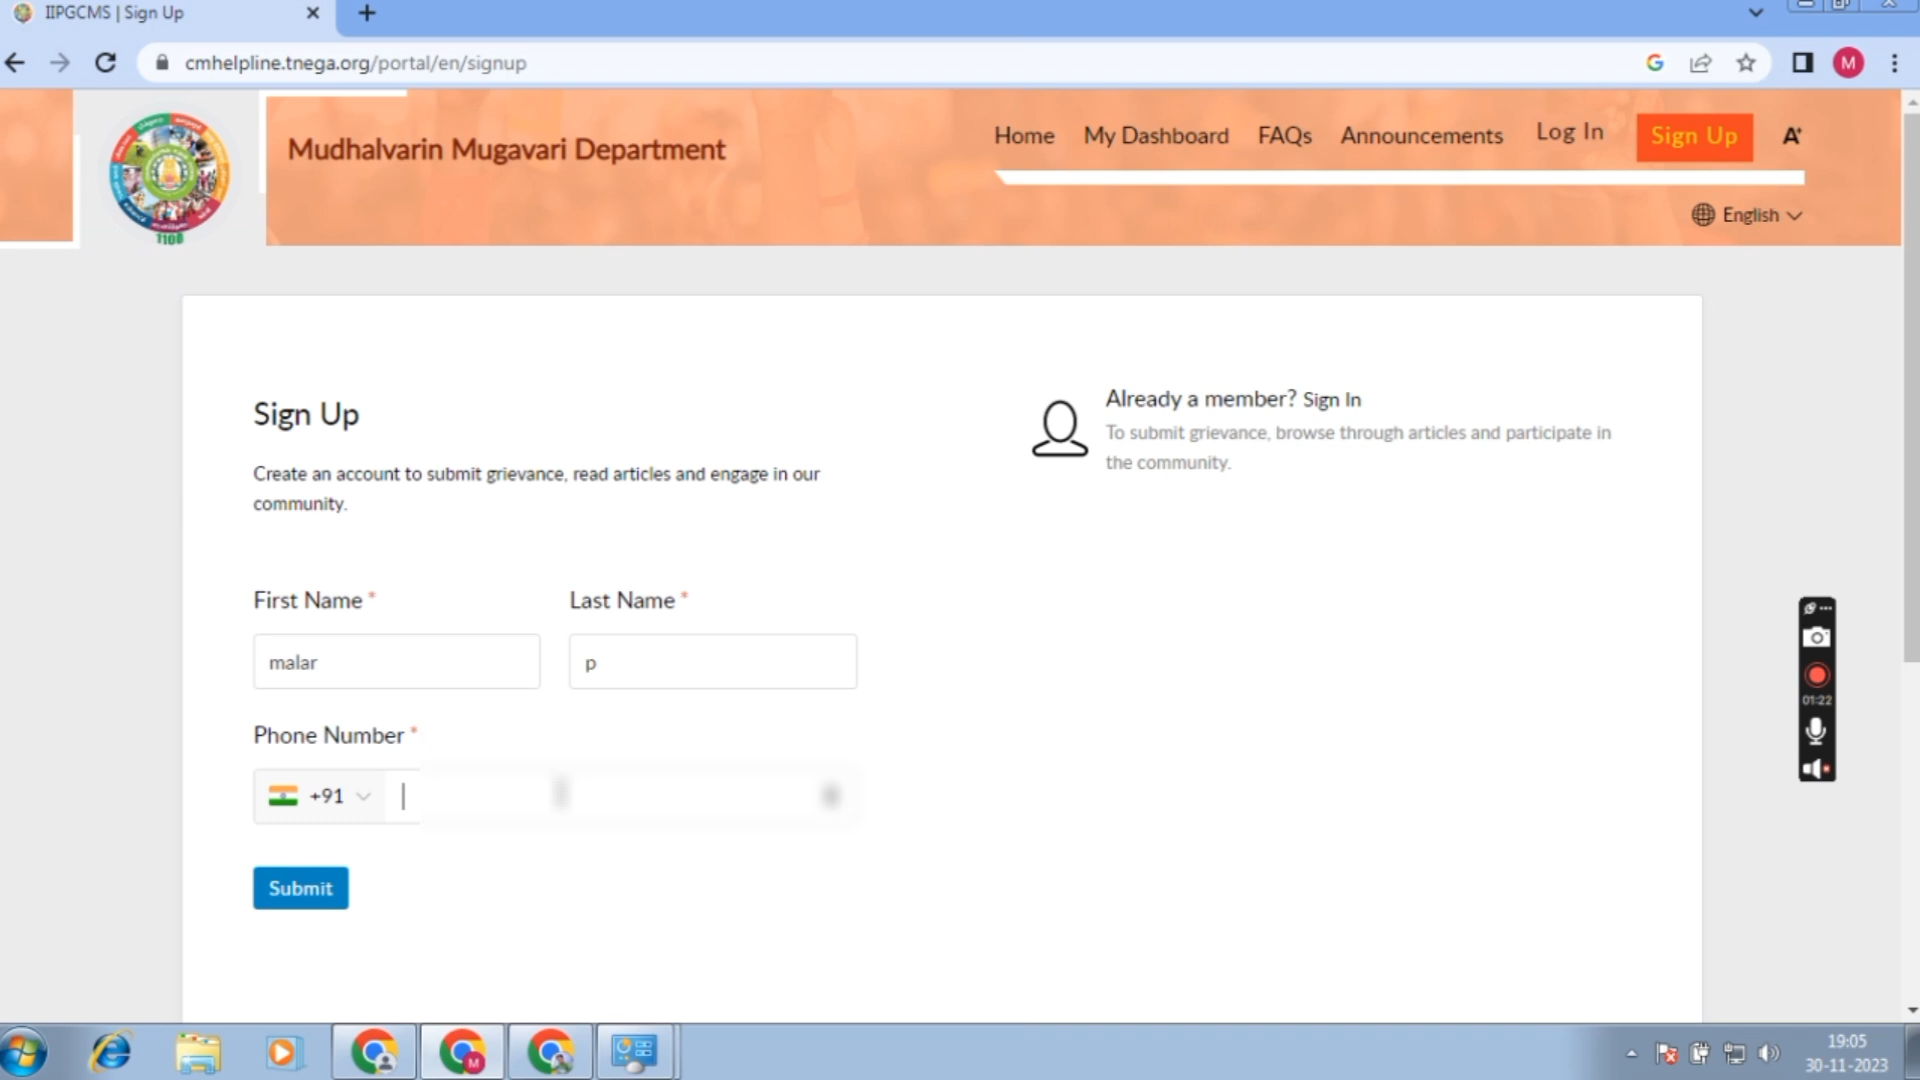 IIPGCMS | Sign Up
cmhelpline.tnega.org/portal/en/signup
M
Mudhalvarin Mugavari Department
Home My Dashboard FAQs Announcements Log In Sign Up A+
1100
English
Sign Up
Create an account to submit grievance, read articles and engage in our
community.
Already a member? Sign In
To submit grievance, browse through articles and participate in
the community.
First Name * Last Name *
malar p
Phone Number *
+91
Submit
01:22
M
19:05
30-11-2023